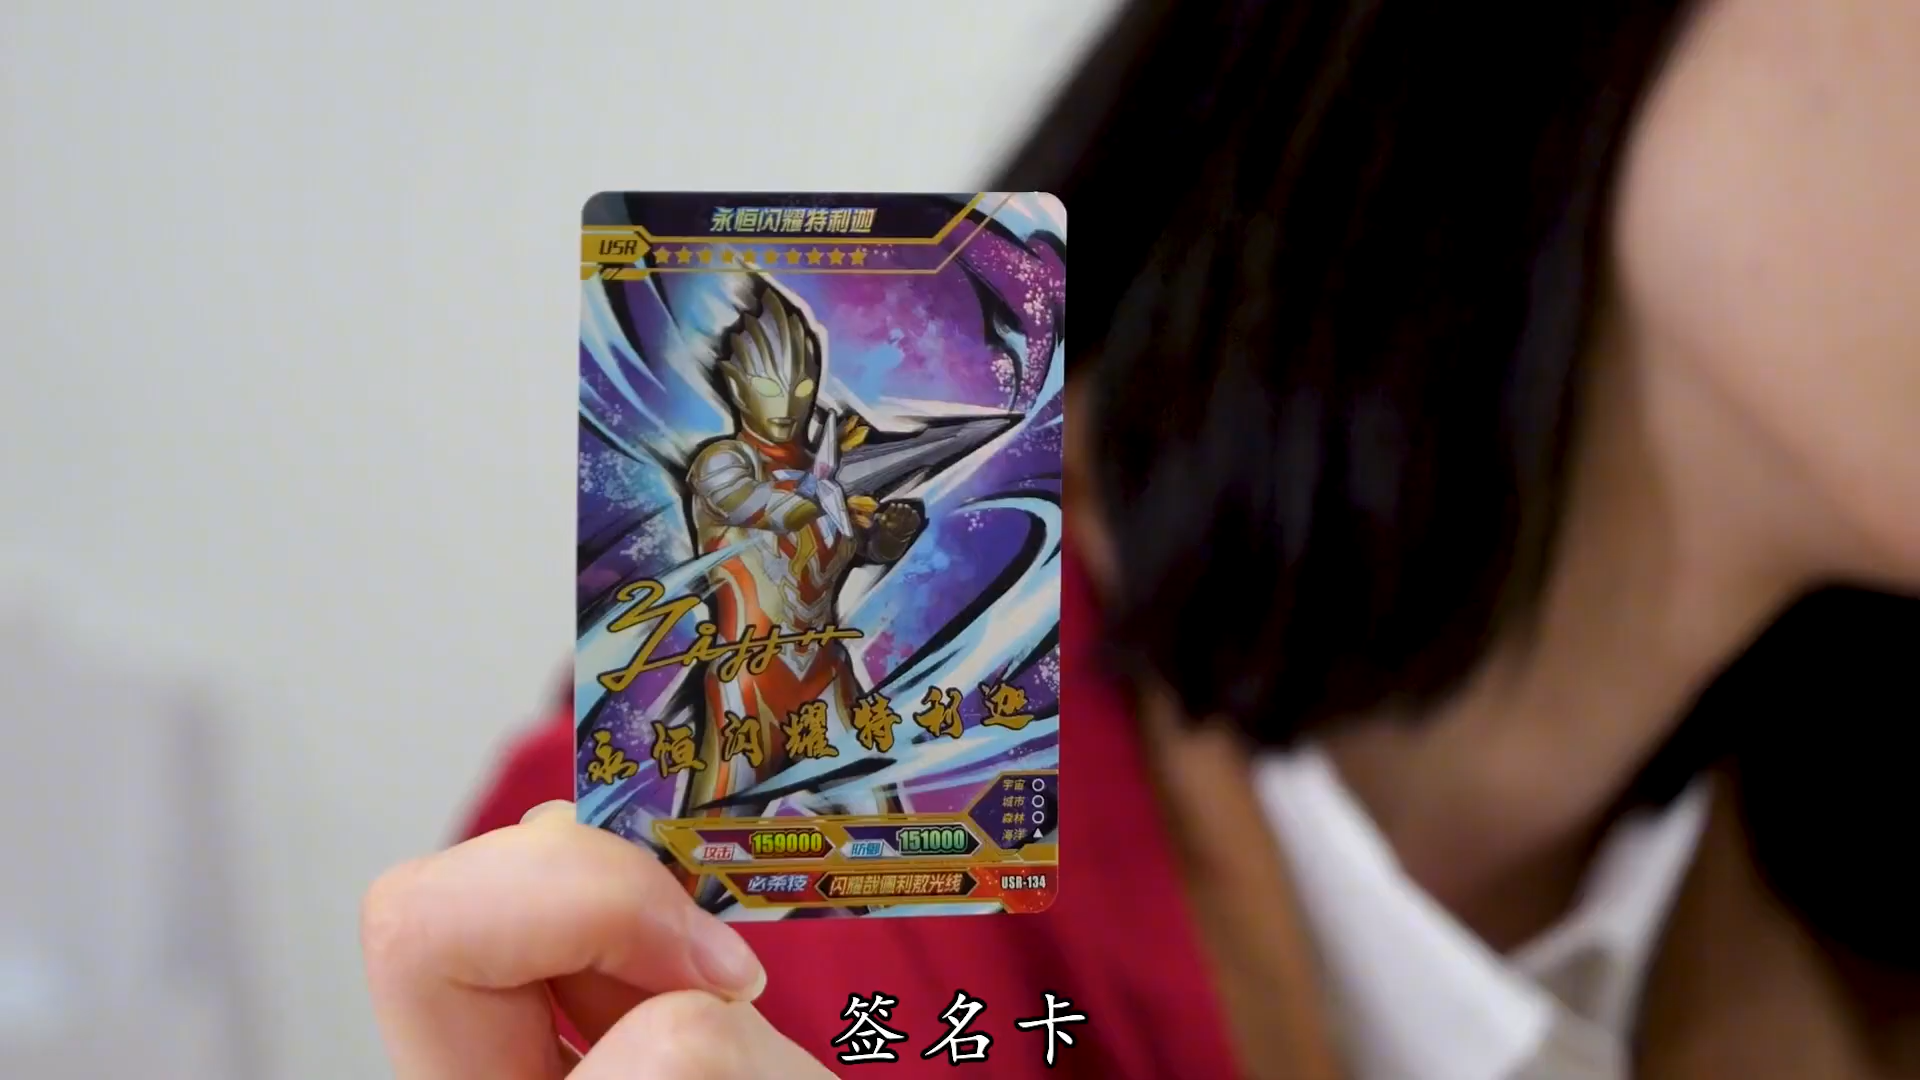 永恒闪耀特利迦
USR
永恒闪耀特利迦
宇宙 ○
城市 ○
森林 ○
海洋 ▲
攻击 159000 防御 151000
必杀技 闪耀哉佩利敖光线 USR-134
签名卡